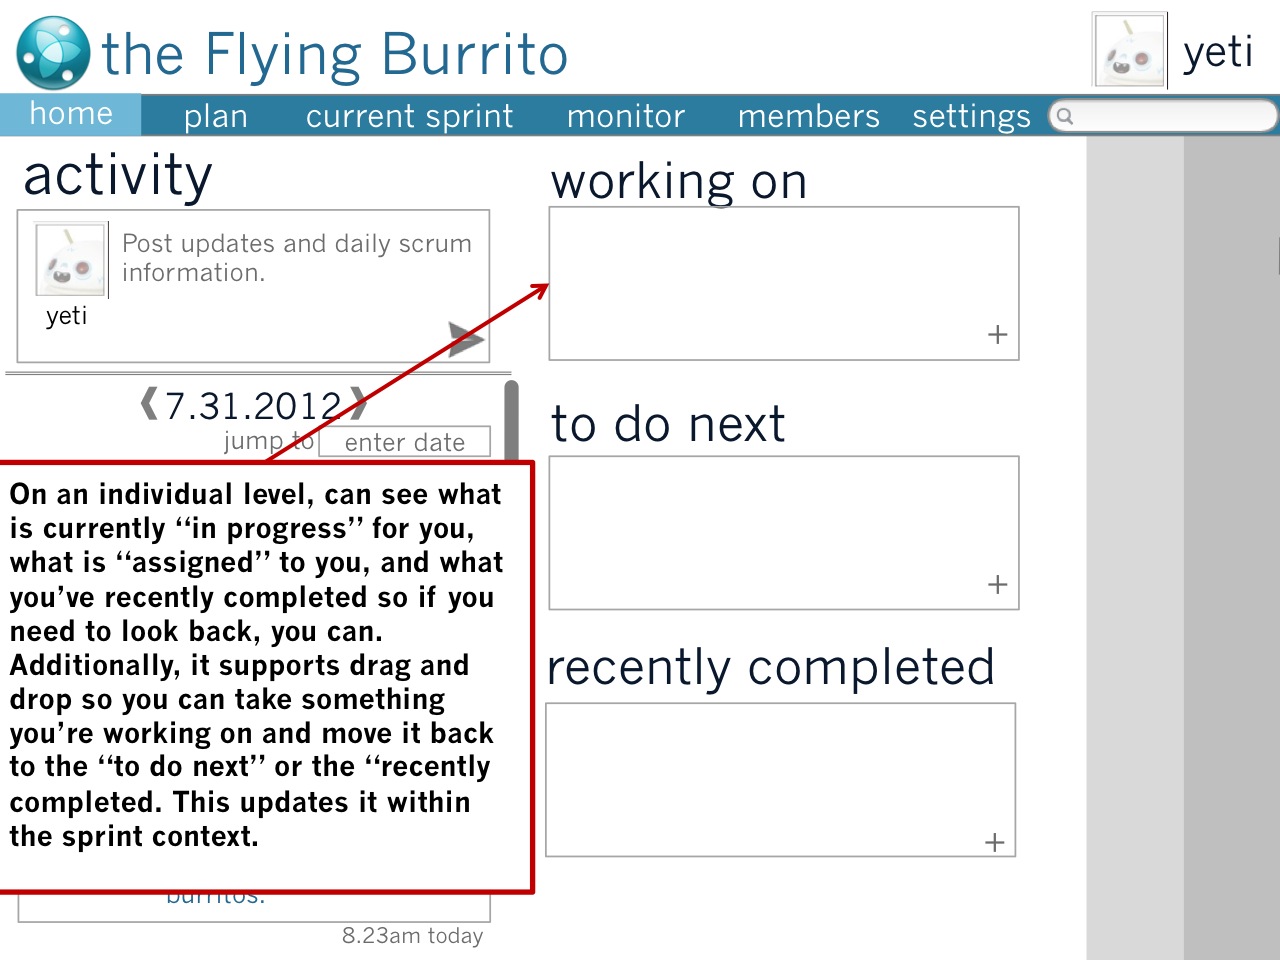 the Flying Burrito
yeti
home plan current sprint monitor members settings
activity
Post updates and daily scrum
information.
yeti
7.31.2012
jump to enter date
On an individual level, can see what
is currently “in progress” for you,
what is “assigned” to you, and what
you’ve recently completed so if you
need to look back, you can.
Additionally, it supports drag and
drop so you can take something
you’re working on and move it back
to the “to do next” or the “recently
completed. This updates it within
the sprint context.
burritos.
8.23am today
working on
+
to do next
+
recently completed
+